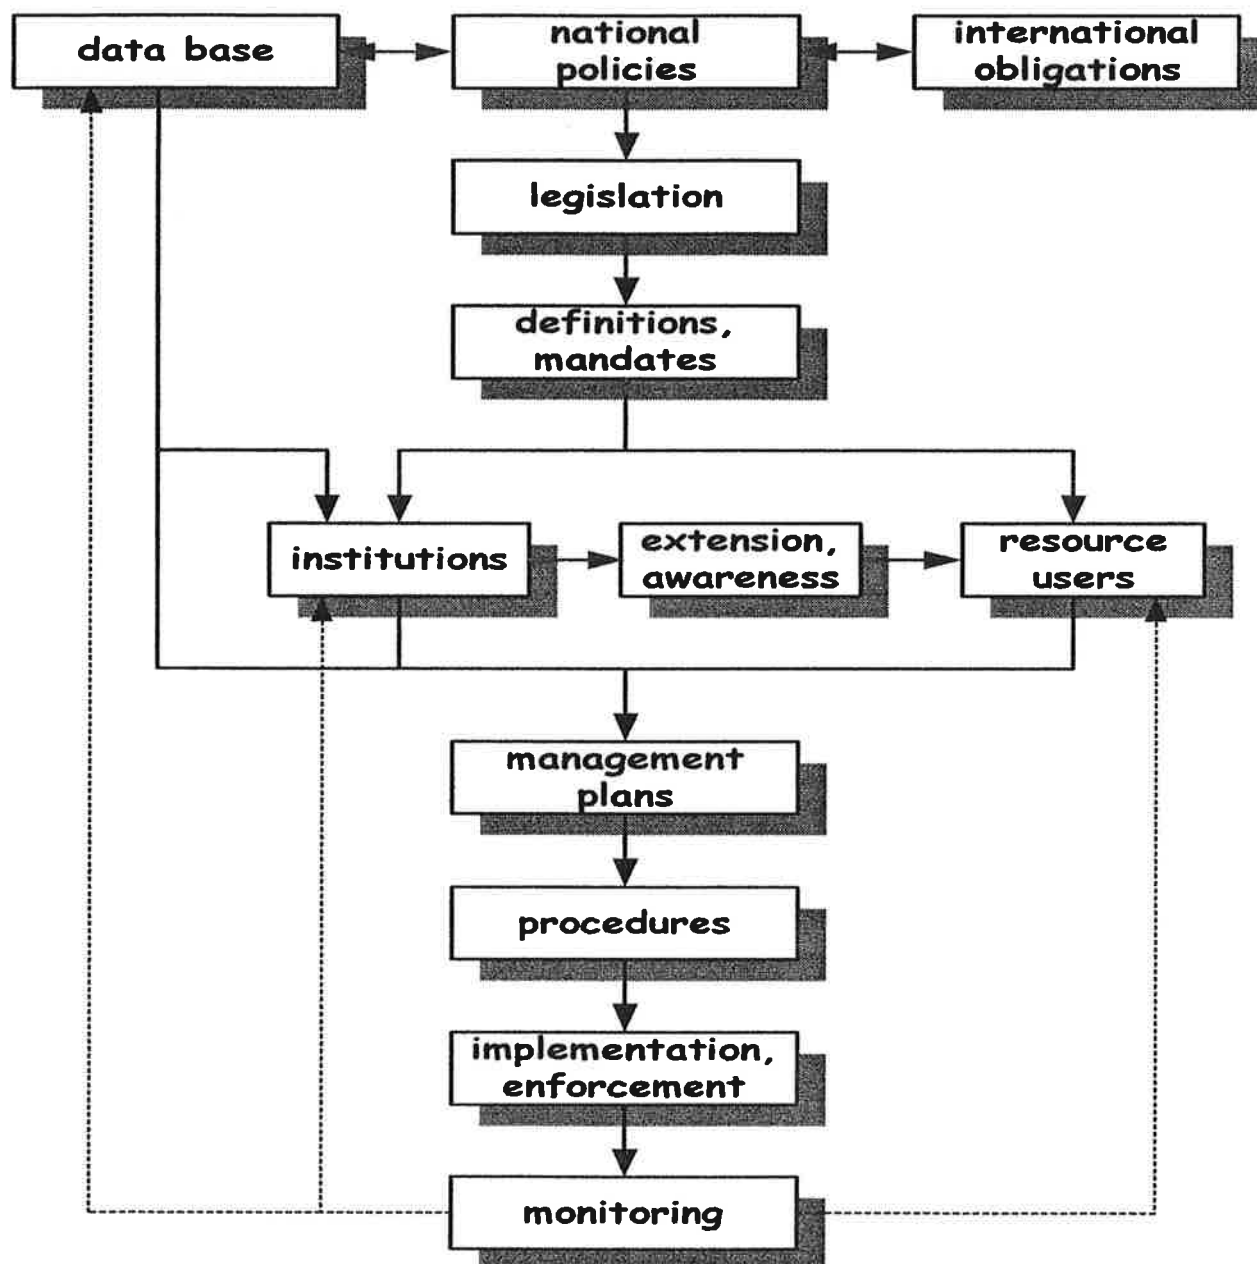 data base
national
policies
international
obligations
legislation
definitions,
mandates
institutions
extension,
awareness
resource
users
management
plans
procedures
implementation,
enforcement
monitoring